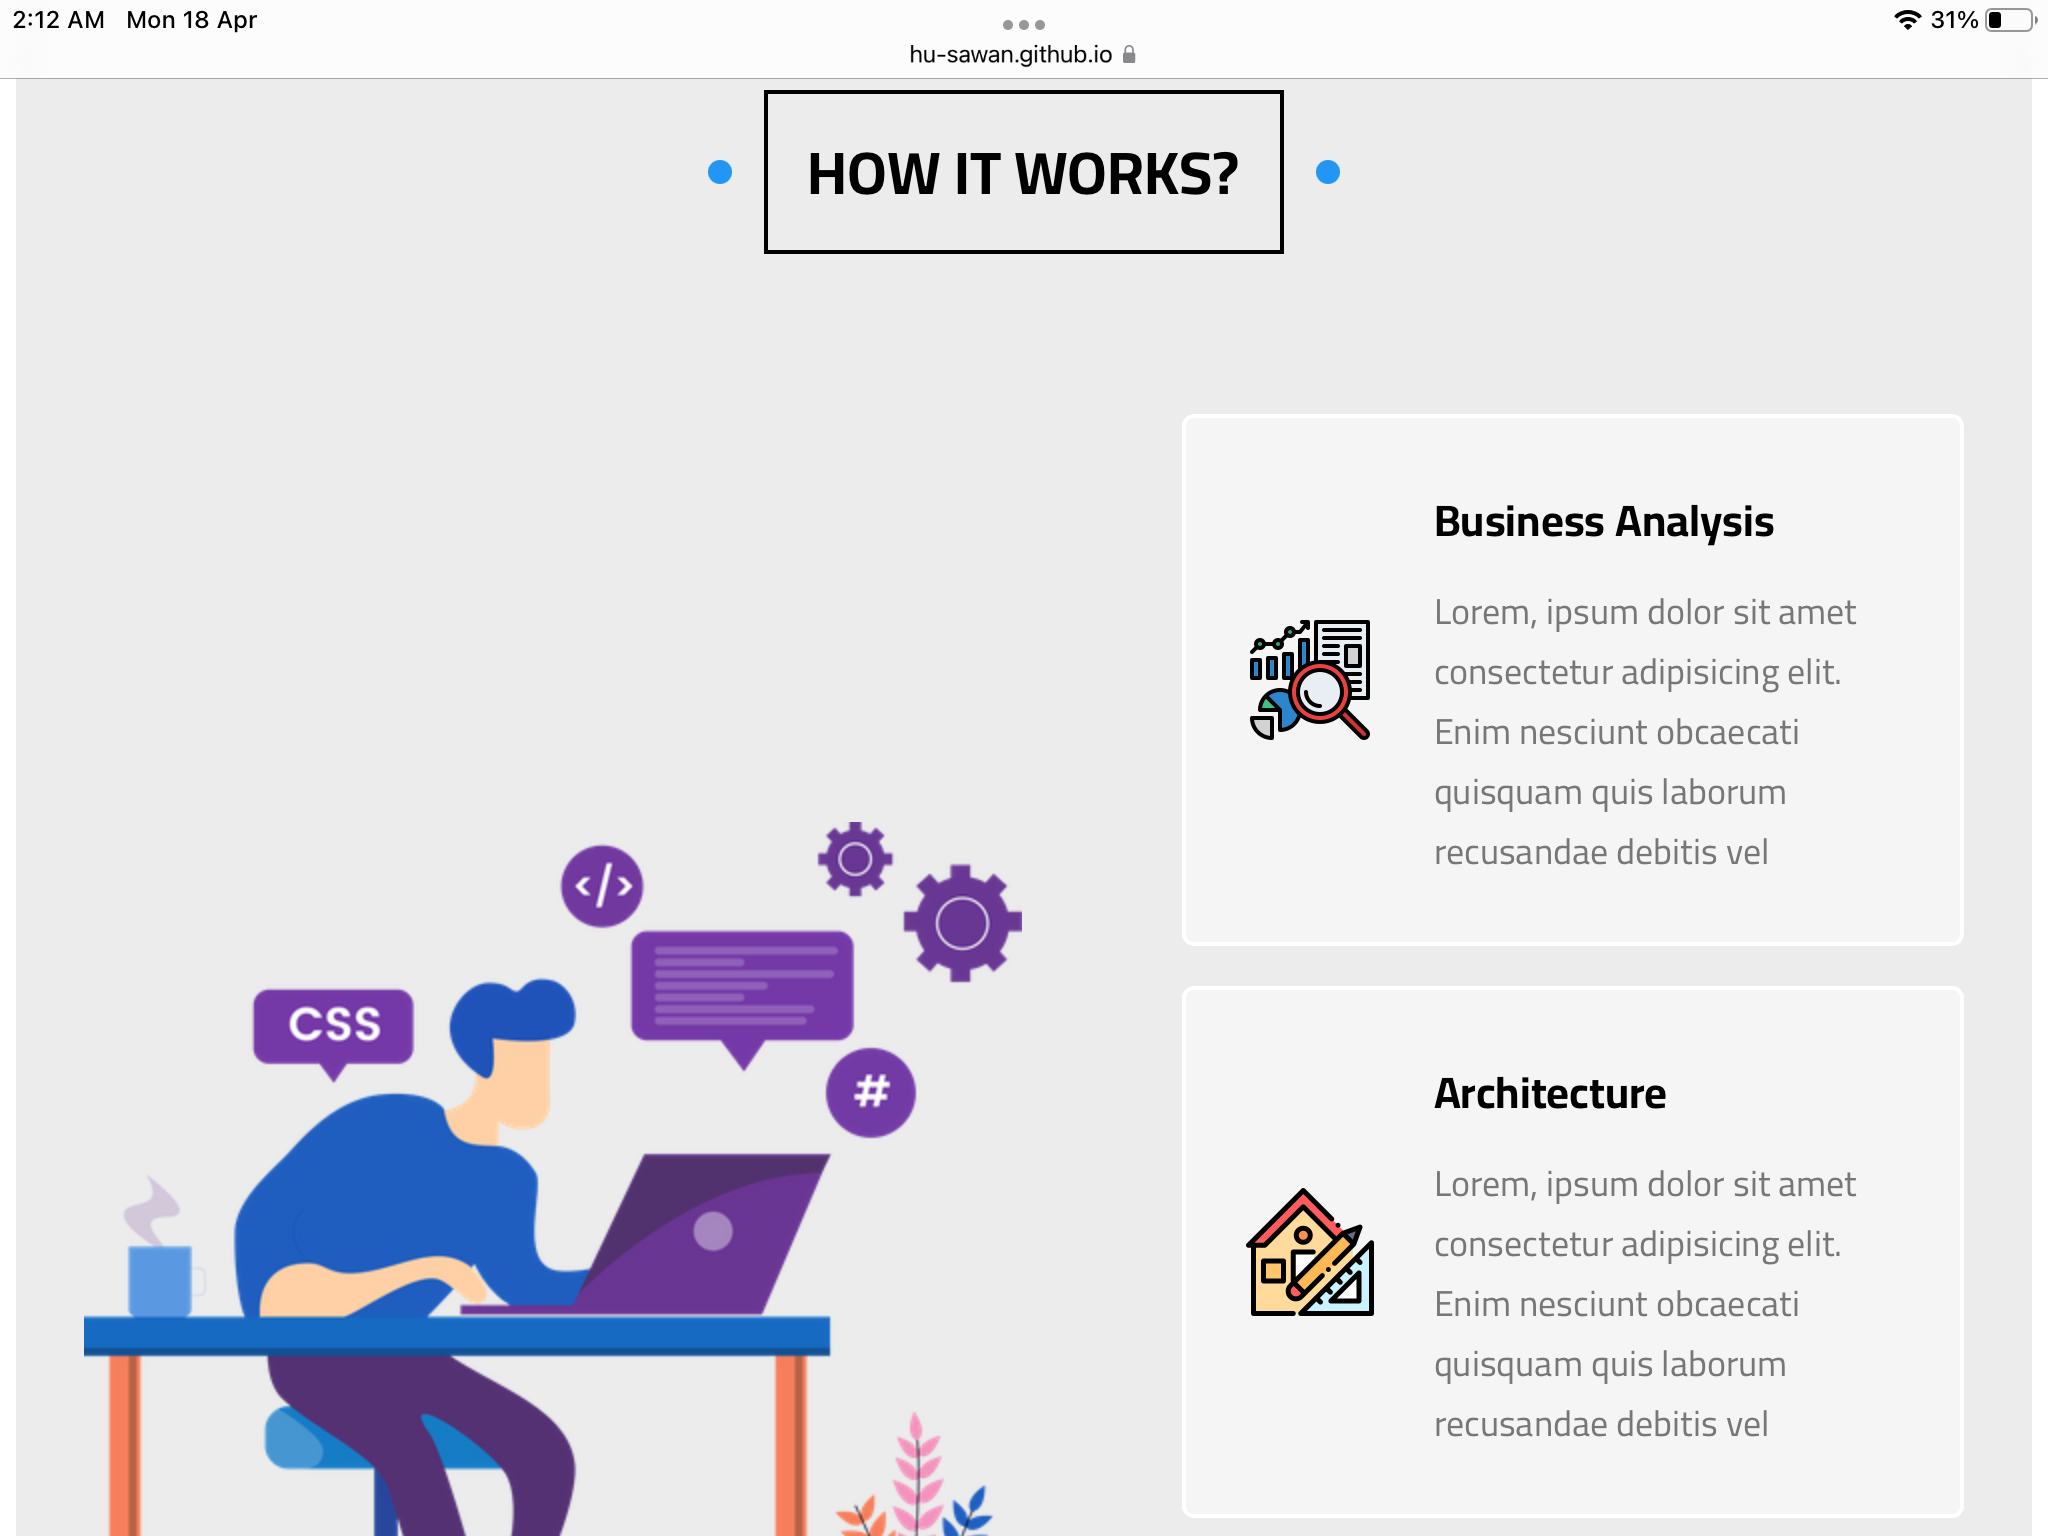 2:12 AM Mon 18 Apr
31%
hu-sawan.github.io
HOW IT WORKS?
Business Analysis
Lorem, ipsum dolor sit amet
consectetur adipisicing elit.
Enim nesciunt obcaecati
quisquam quis laborum
recusandae debitis vel
</>
CSS
#
Architecture
Lorem, ipsum dolor sit amet
consectetur adipisicing elit.
Enim nesciunt obcaecati
quisquam quis laborum
recusandae debitis vel